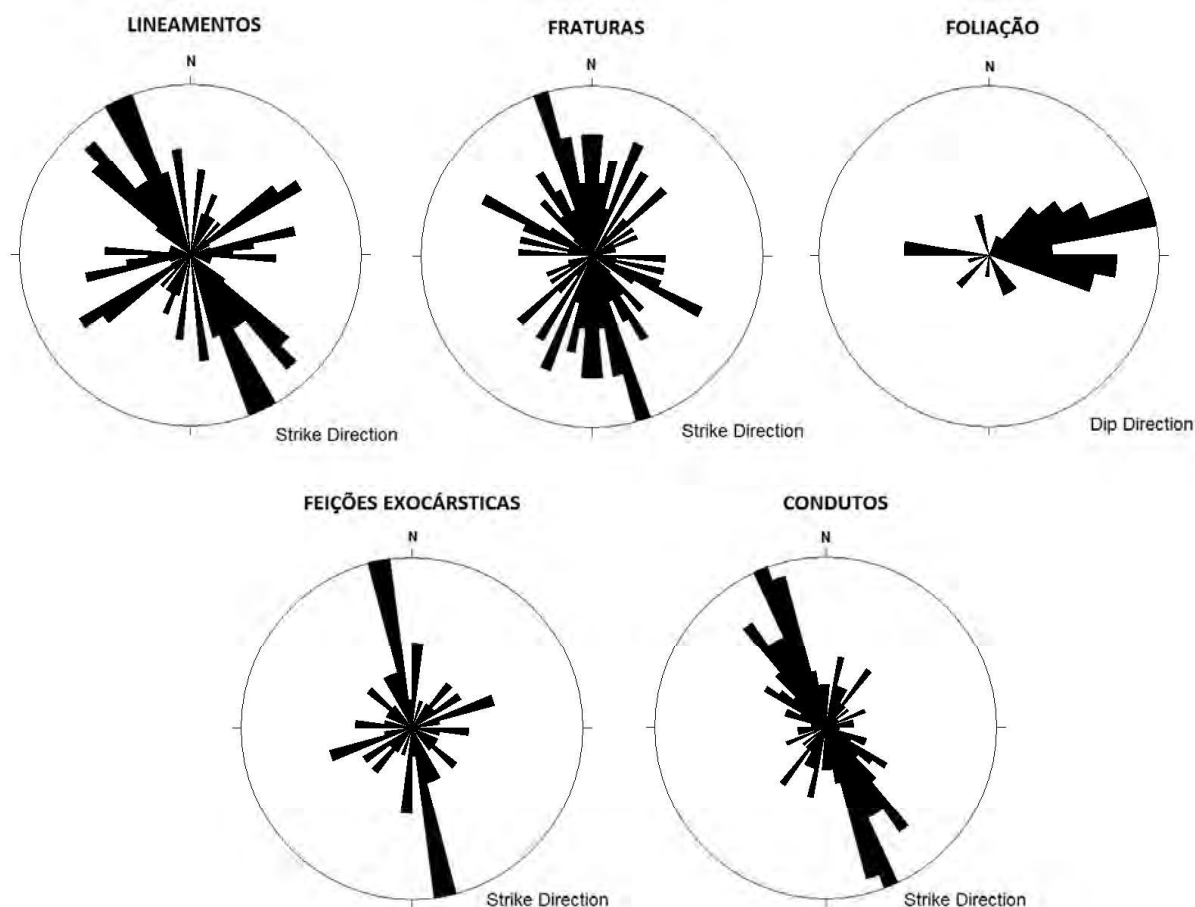 LINEAMENTOS
N
Strike Direction
FRATURAS
N
Strike Direction
FOLIAÇÃO
N
Dip Direction
FEIÇÕES EXOCÁRSTICAS
N
Strike Direction
CONDUTOS
N
Strike Direction